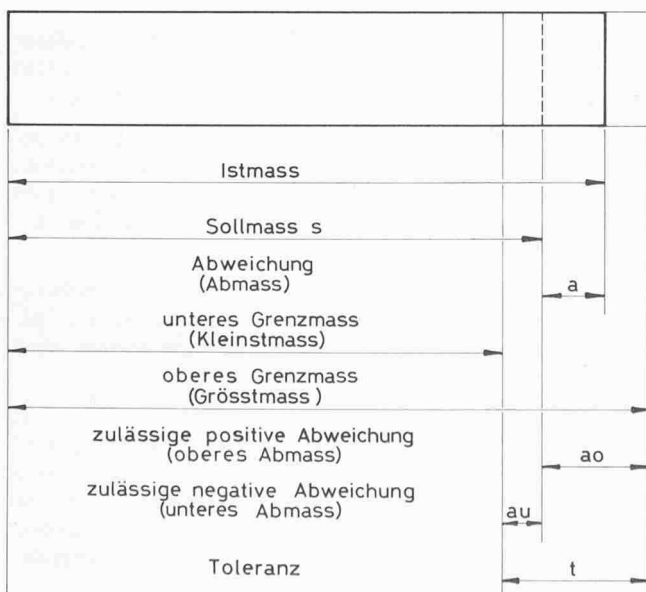 Istmass
Sollmass s
Abweichung
(Abmass)
a
unteres Grenzmass
(Kleinstmass)
oberes Grenzmass
(Grösstmass)
zulässige positive Abweichung
(oberes Abmass)
ao
zulässige negative Abweichung
(unteres Abmass)
au
Toleranz
t